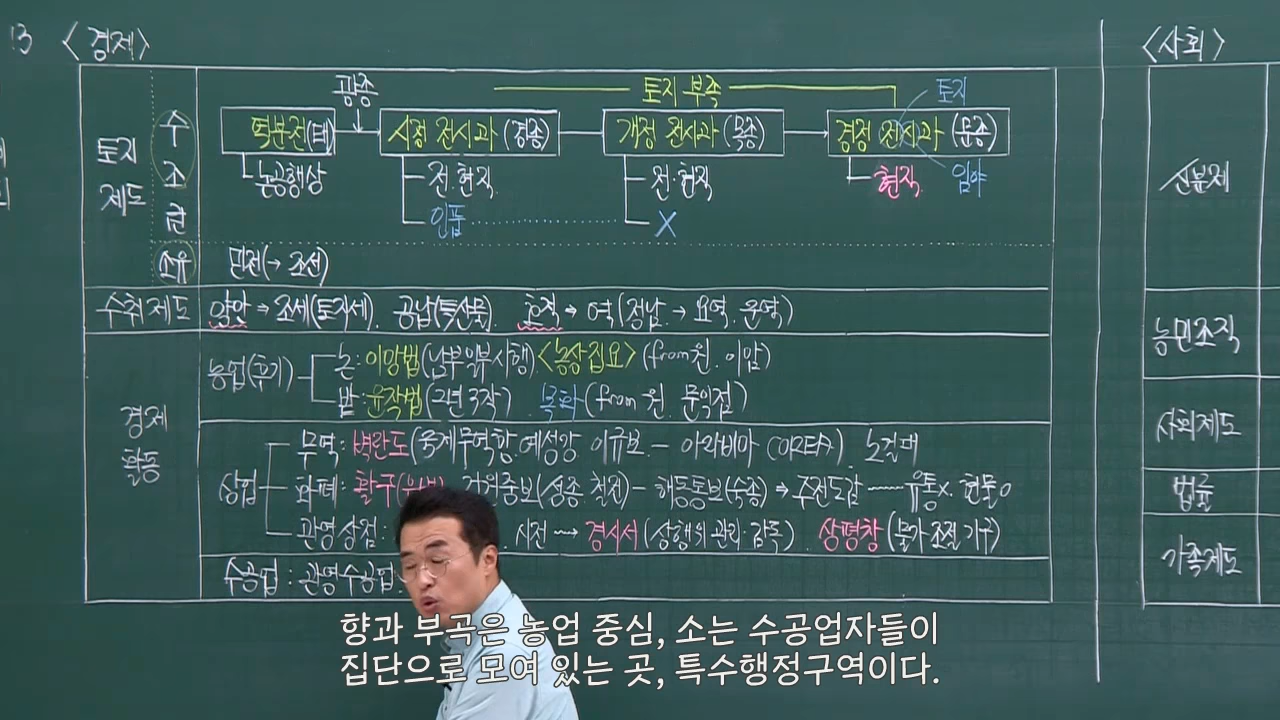 13 <경제>
<사회>
광종
토지 부족
토지
역분전(태)
시정 전시과 (경종)
개정 전시과 (목종)
경정 전시과 (문종)
토지
제도
수
조
권
논공행상
전·현직
전·현직
현직
임야
인품
X
소유
민전(→ 조선)
수취제도
양안 → 조세(토지세). 공납(특산물). 호적 → 역(정남 → 요역. 군역)
경제
활동
농업(후기)
논: 이앙법(남부 일부 시행) <농상집요> (from 원. 이암)
밭: 윤작법(2년 3작). 목화(from 원. 문익점)
상업
무역: 벽란도(국제무역항. 예성강 이규보 - 아라비아 COREA). 노걸대
화폐: 활구(은병). 건원중보(성종 철전) - 해동통보(숙종) → 주전도감 유통X. 현물o
관영상점: . 시전 → 경시서(상행위 관리·감독). 상평창(물가 조절 기구)
수공업: 관영수공업.
신분제
농민조직
사회제도
법률
가족제도
향과 부곡은 농업 중심, 소는 수공업자들이
집단으로 모여 있는 곳, 특수행정구역이다.